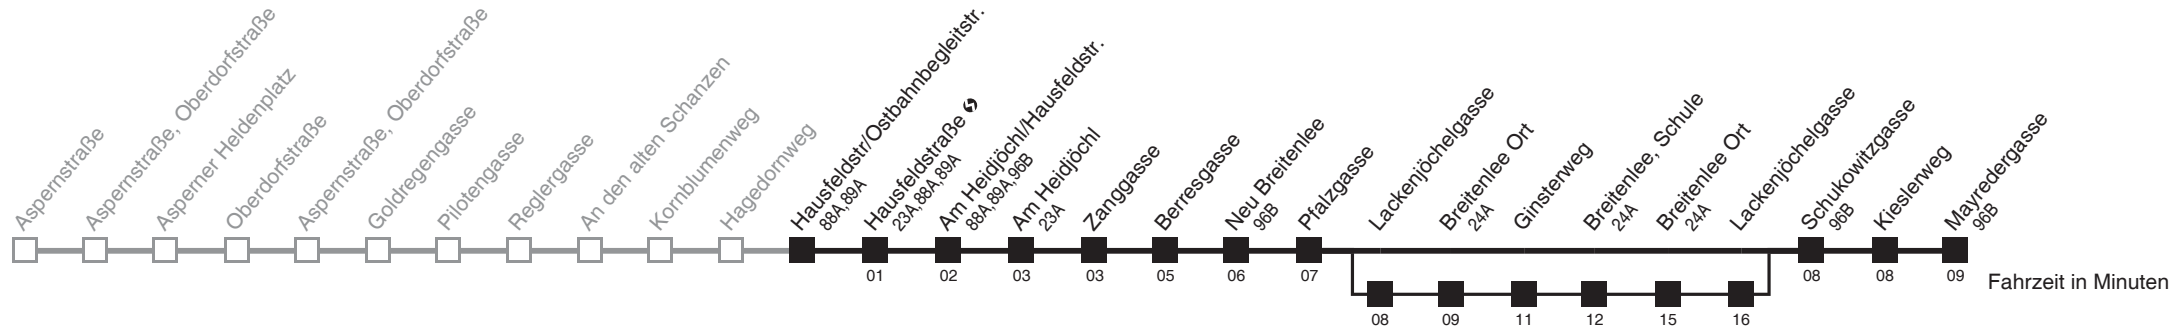 Aspernstraße
Aspernstraße, Oberdorfstraße
Asperner Heldenplatz
Oberdorfstraße
Aspernstraße, Oberdorfstraße
Goldregengasse
Pilotengasse
Reglergasse
An den alten Schanzen
Kornblumenweg
Hagedornweg
Hausfeldstr/Ostbahnbegleitstr.
88A,89A
Hausfeldstraße
23A,88A,89A
01
Am Heidjöchl/Hausfeldstr.
88A,89A,96B
02
Am Heidjöchl
23A
03
Zanggasse
03
Berresgasse
05
Neu Breitenlee
96B
06
Pfalzgasse
07
Lackenjöchelgasse
08
Breitenlee Ort
24A
09
Ginsterweg
11
Breitenlee, Schule
24A
12
Breitenlee Ort
24A
15
Lackenjöchelgasse
16
Schukowitzgasse
96B
08
Kieslerweg
08
Mayredergasse
96B
09
Fahrzeit in Minuten